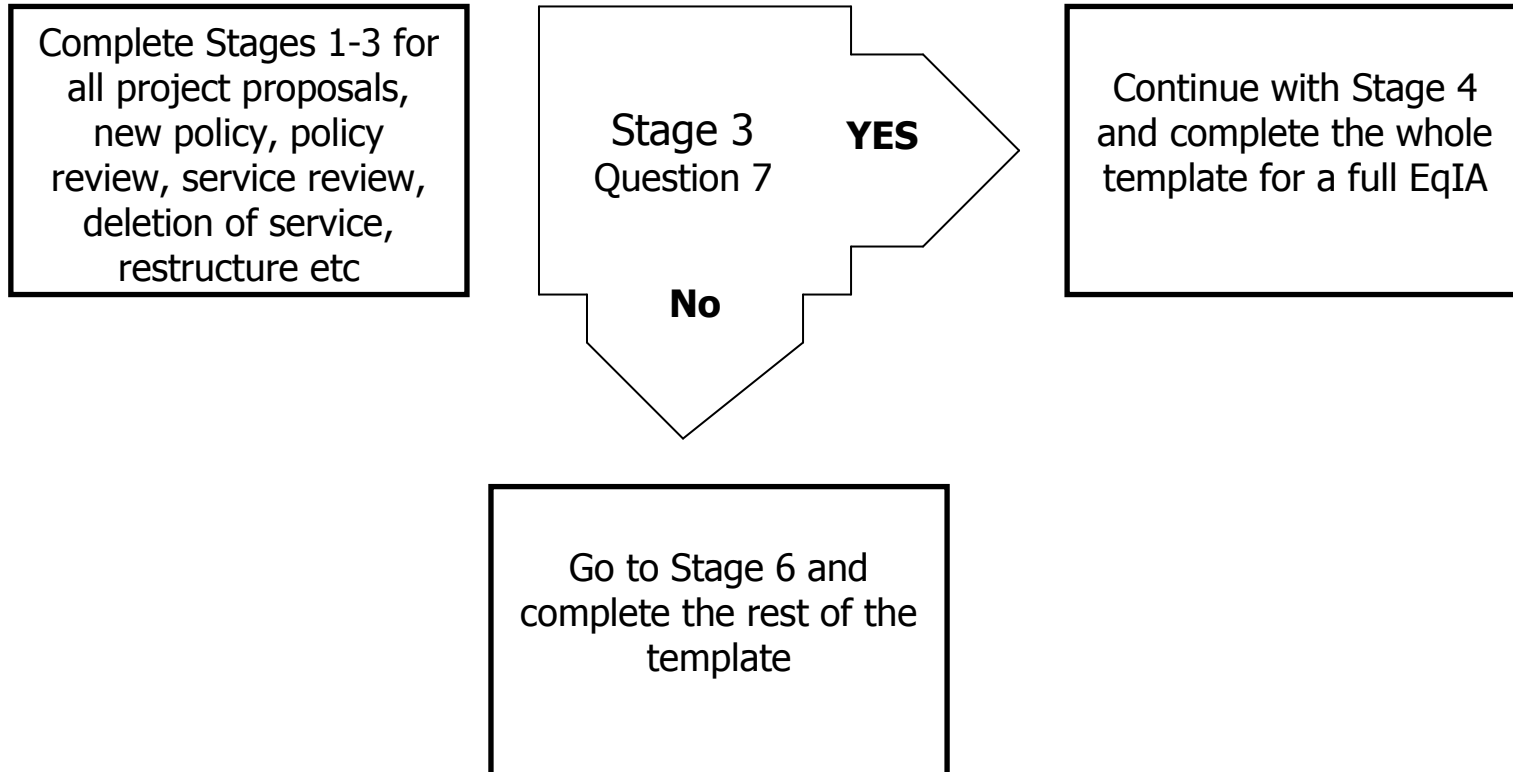 Complete Stages 1-3 for
all project proposals,
new policy, policy
review, service review,
deletion of service,
restructure etc
Stage 3
Question 7
YES
No
Continue with Stage 4
and complete the whole
template for a full EqIA
Go to Stage 6 and
complete the rest of the
template